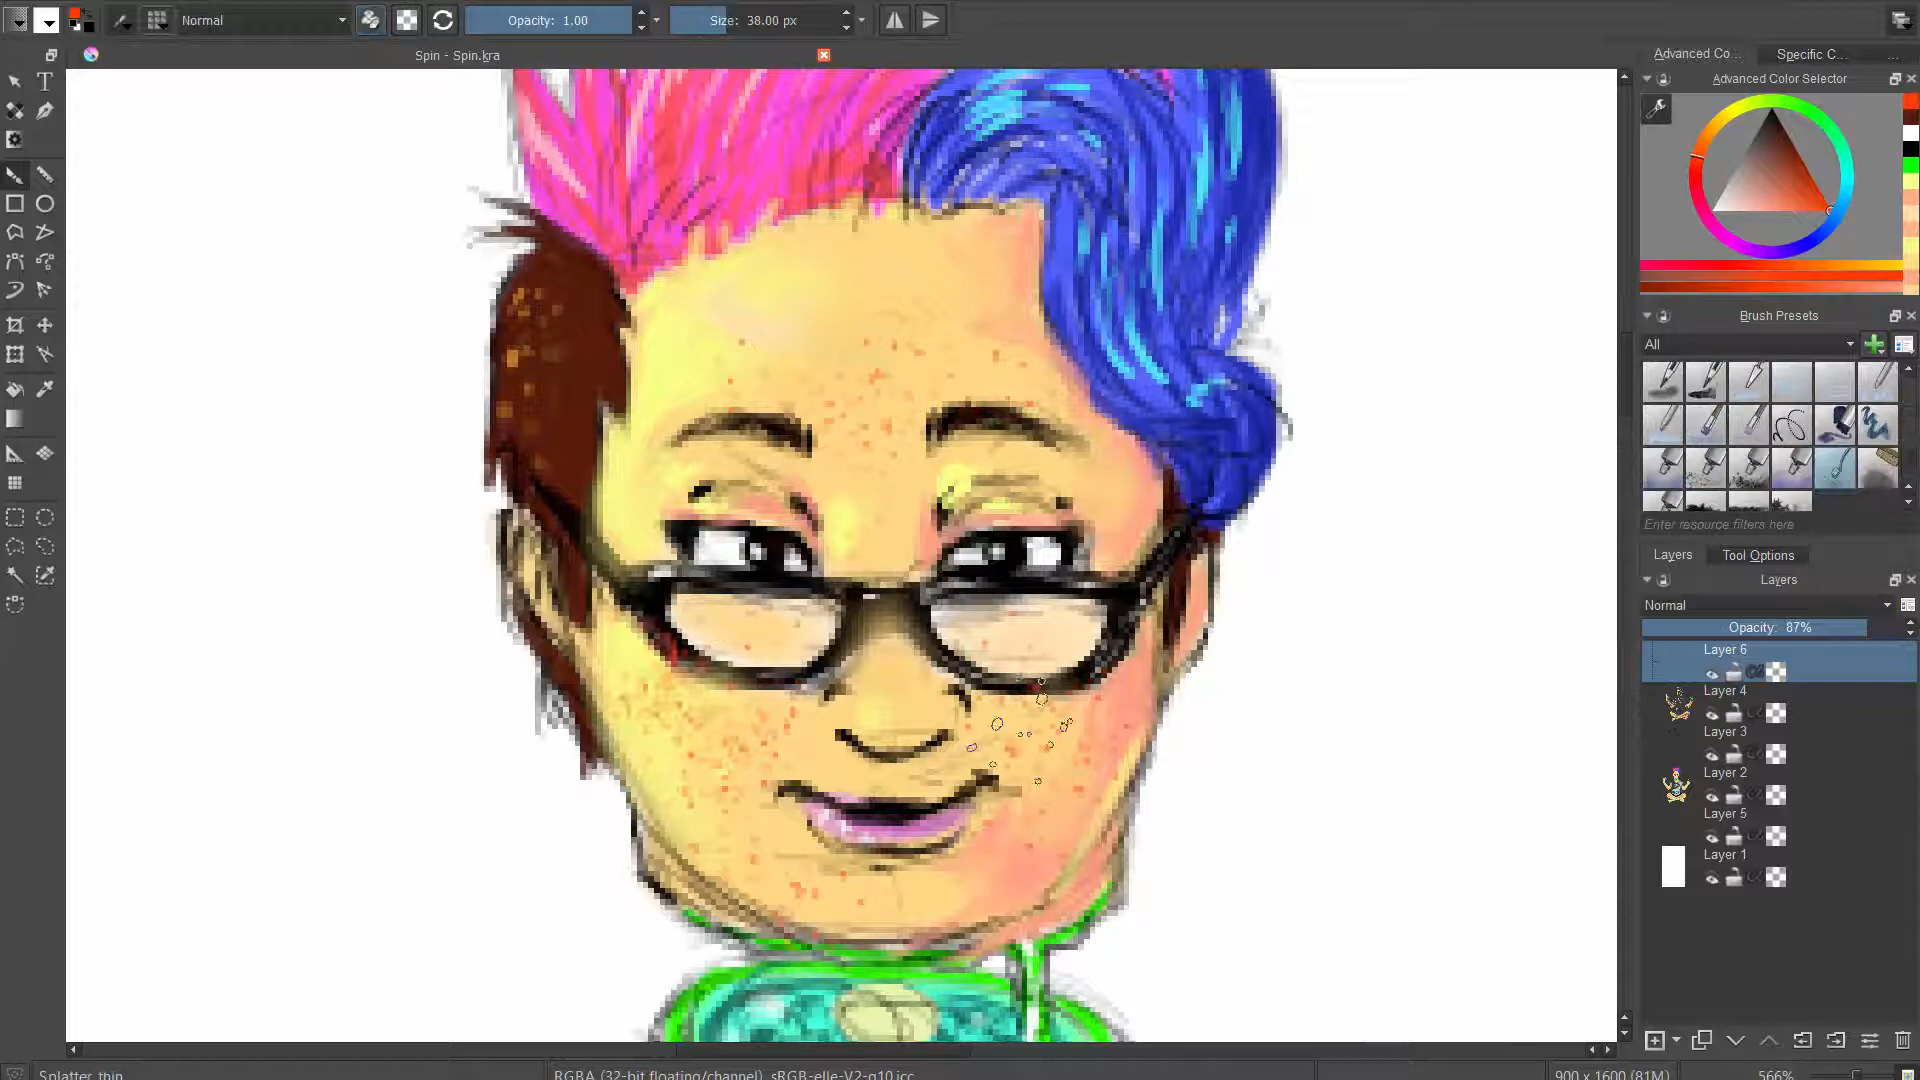 Normal
Opacity: 1.00
Size: 38.00 px
Spin - Spin.kra
Advanced Co...
Specific C...
...
Advanced Color Selector
Brush Presets
All
Enter resource filters here
Layers
Tool Options
Layers
Normal
Opacity: 87%
Layer 6
Layer 4
Layer 3
Layer 2
Layer 5
Layer 1
Splatter_thin
RGBA (32-bit floating/channel) sRGB-elle-V2-g10.icc
900 x 1600 (81M)
566%